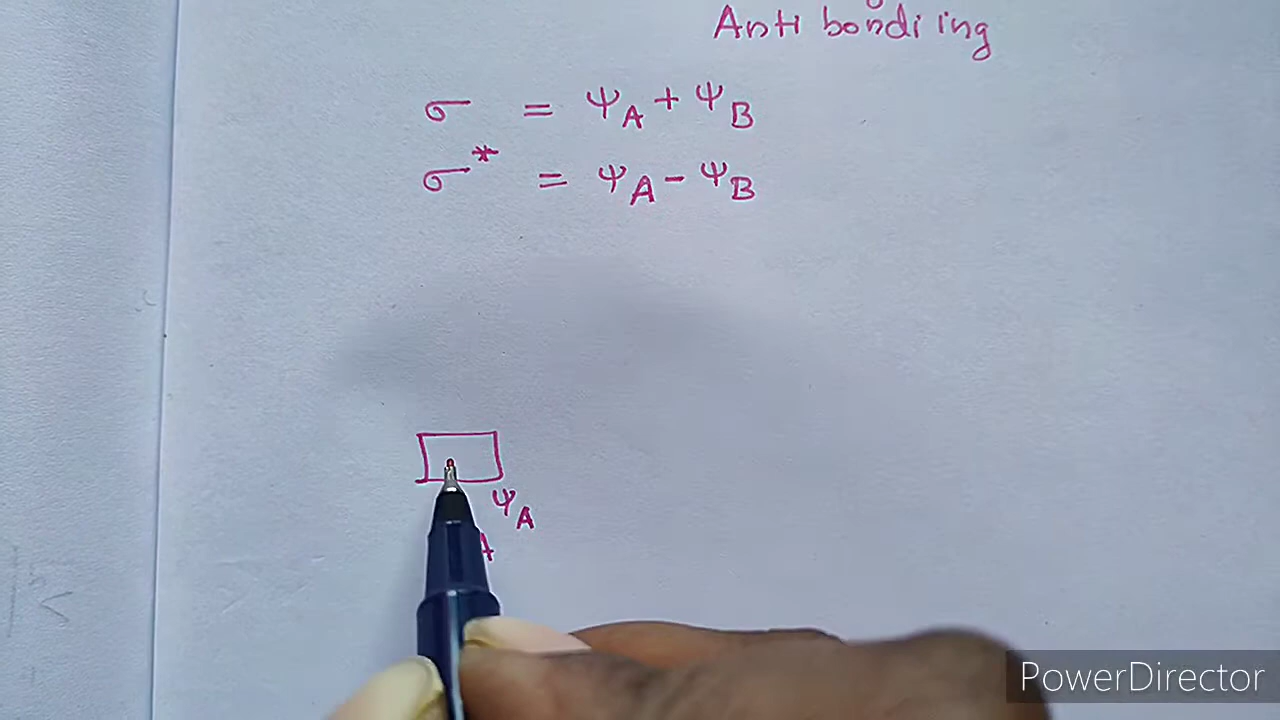 Anti bonding
σ = ψA + ψB
σ* = ψA - ψB
ψA
A
PowerDirector